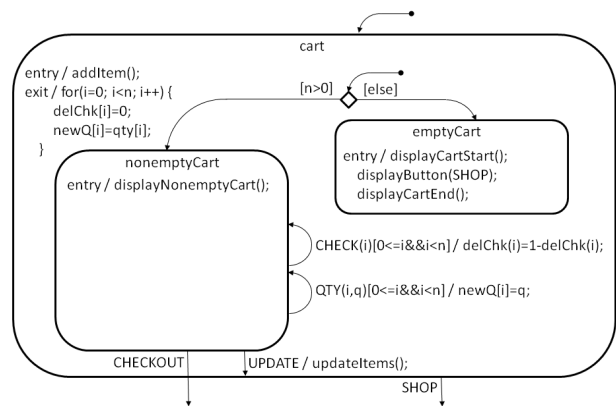 cart
entry / addItem();
exit / for(i=0; i<n; i++) {
delChk[i]=0;
newQ[i]=qty[i];
}
[n>0]
[else]
emptyCart
entry / displayCartStart();
displayButton(SHOP);
displayCartEnd();
nonemptyCart
entry / displayNonemptyCart();
CHECK(i)[0<=i&&i<n] / delChk(i)=1-delChk(i);
QTY(i,q)[0<=i&&i<n] / newQ[i]=q;
CHECKOUT
UPDATE / updateItems();
SHOP